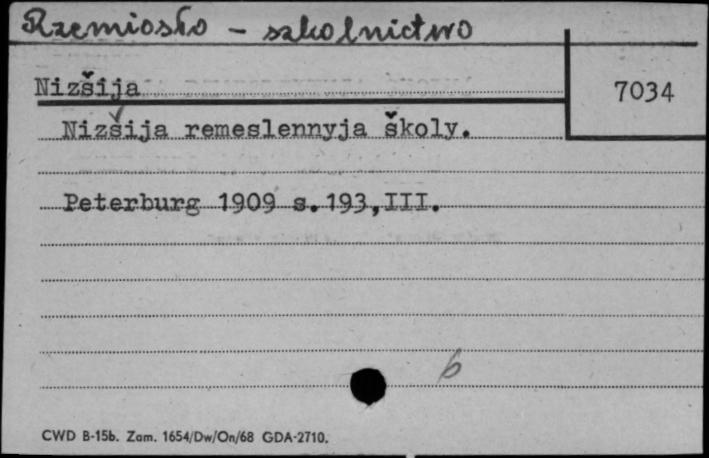 Rzemiosło – szkolnictwo
Nizšija
7034
Nizšija remeslennyja školy.
Peterburg 1909 s.193,III.
b
CWD B-15b. Zam. 1654/Dw/On/68 GDA-2710.